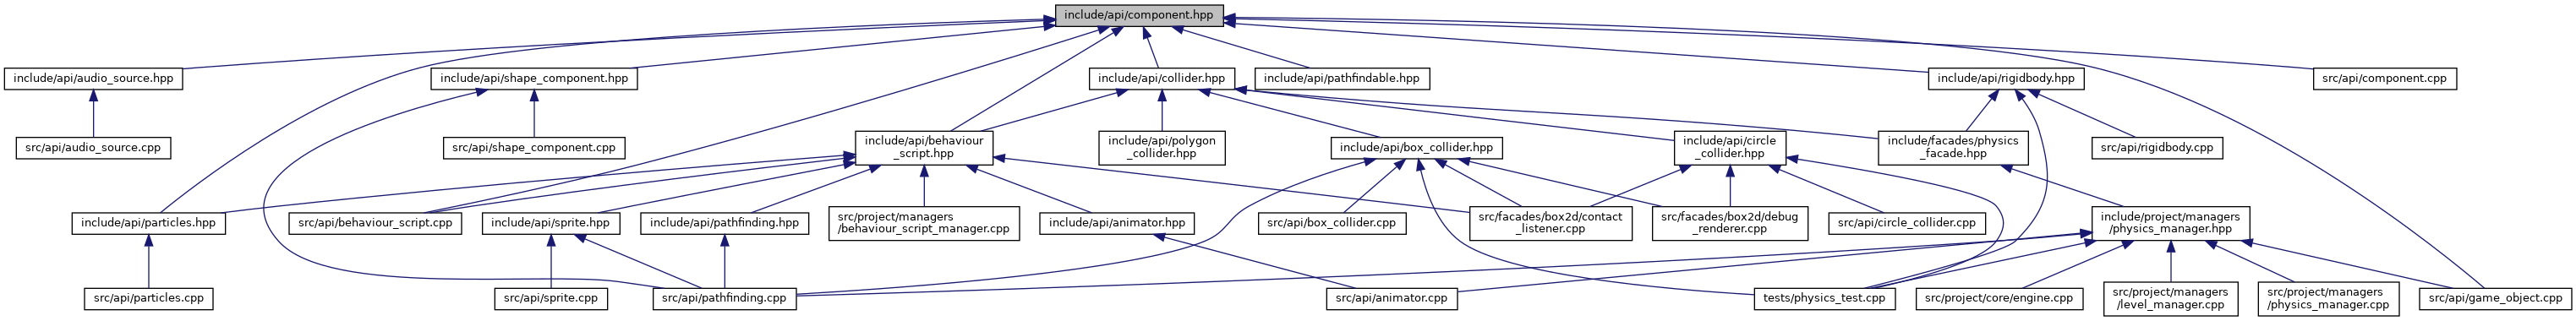 include/api/component.hpp
include/api/audio_source.hpp
include/api/shape_component.hpp
include/api/collider.hpp
include/api/pathfindable.hpp
include/api/rigidbody.hpp
src/api/component.cpp
src/api/audio_source.cpp
src/api/shape_component.cpp
include/api/behaviour
_script.hpp
include/api/polygon
_collider.hpp
include/api/box_collider.hpp
include/api/circle
_collider.hpp
include/facades/physics
_facade.hpp
src/api/rigidbody.cpp
include/api/particles.hpp
src/api/behaviour_script.cpp
include/api/sprite.hpp
include/api/pathfinding.hpp
src/project/managers
/behaviour_script_manager.cpp
include/api/animator.hpp
src/api/box_collider.cpp
src/facades/box2d/contact
_listener.cpp
src/facades/box2d/debug
_renderer.cpp
src/api/circle_collider.cpp
include/project/managers
/physics_manager.hpp
src/api/particles.cpp
src/api/sprite.cpp
src/api/pathfinding.cpp
src/api/animator.cpp
tests/physics_test.cpp
src/project/core/engine.cpp
src/project/managers
/level_manager.cpp
src/project/managers
/physics_manager.cpp
src/api/game_object.cpp